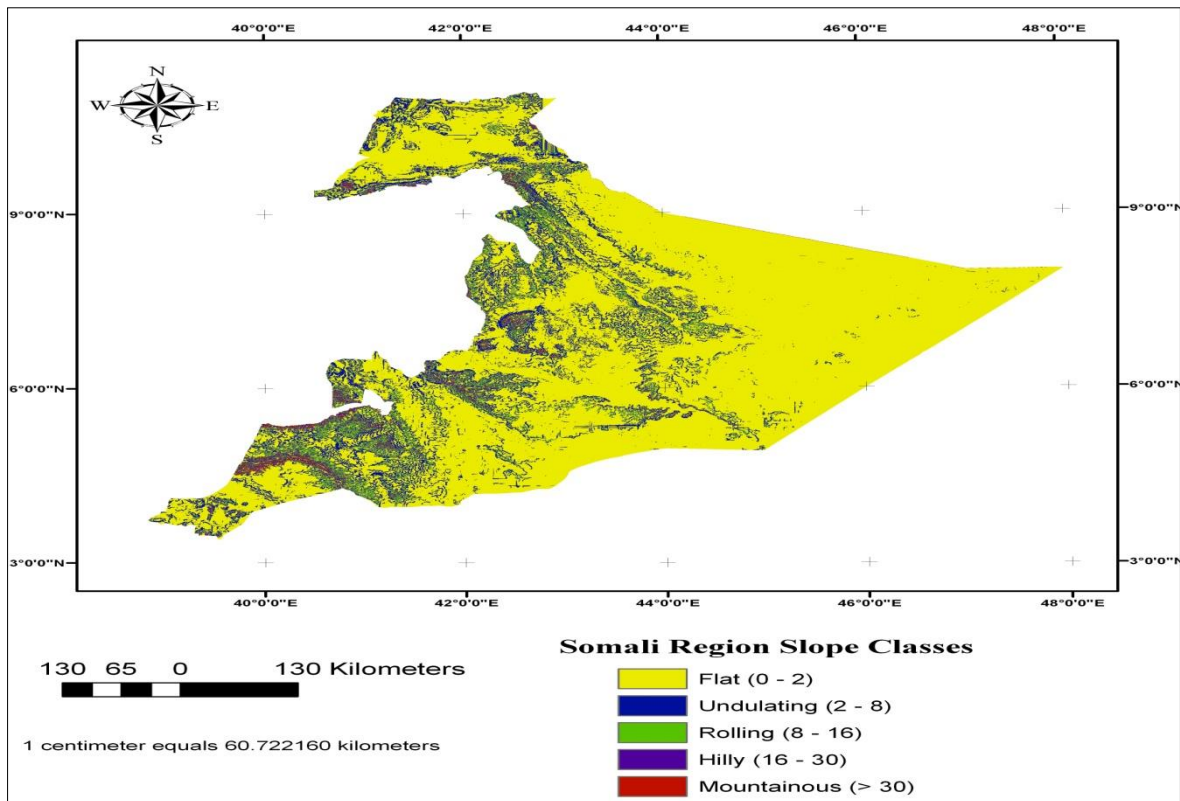 40°0'0"E 42°0'0"E 44°0'0"E 46°0'0"E 48°0'0"E
N
W E
S
9°0'0"N 9°0'0"N
6°0'0"N 6°0'0"N
3°0'0"N 3°0'0"N
40°0'0"E 42°0'0"E 44°0'0"E 46°0'0"E 48°0'0"E
130 65 0 130 Kilometers
1 centimeter equals 60.722160 kilometers
Somali Region Slope Classes
Flat (0 - 2)
Undulating (2 - 8)
Rolling (8 - 16)
Hilly (16 - 30)
Mountainous (> 30)